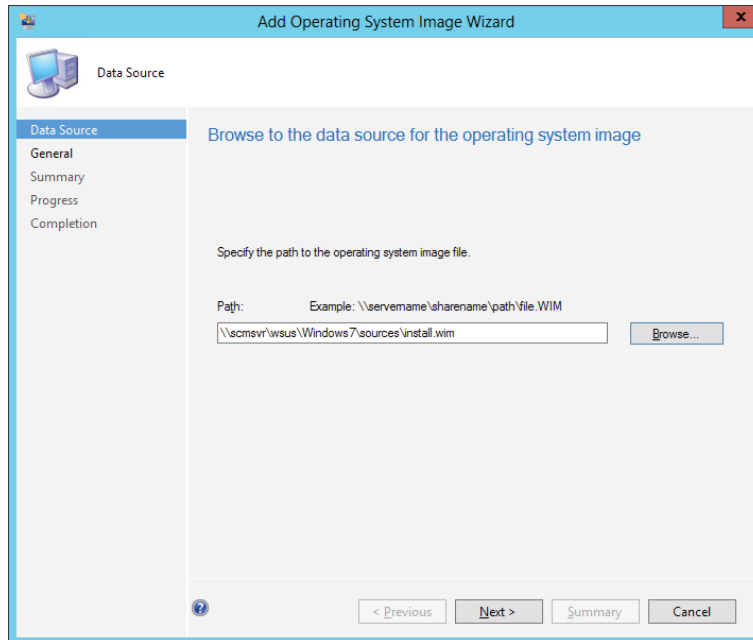 Add Operating System Image Wizard
x
Data Source
Data Source
General
Summary
Progress
Completion
Browse to the data source for the operating system image
Specify the path to the operating system image file.
Path: Example: \\servername\sharename\path\file.WIM
\\scmsvr\wsus\Windows7\sources\install.wim
Browse...
?
< Previous Next > Summary Cancel